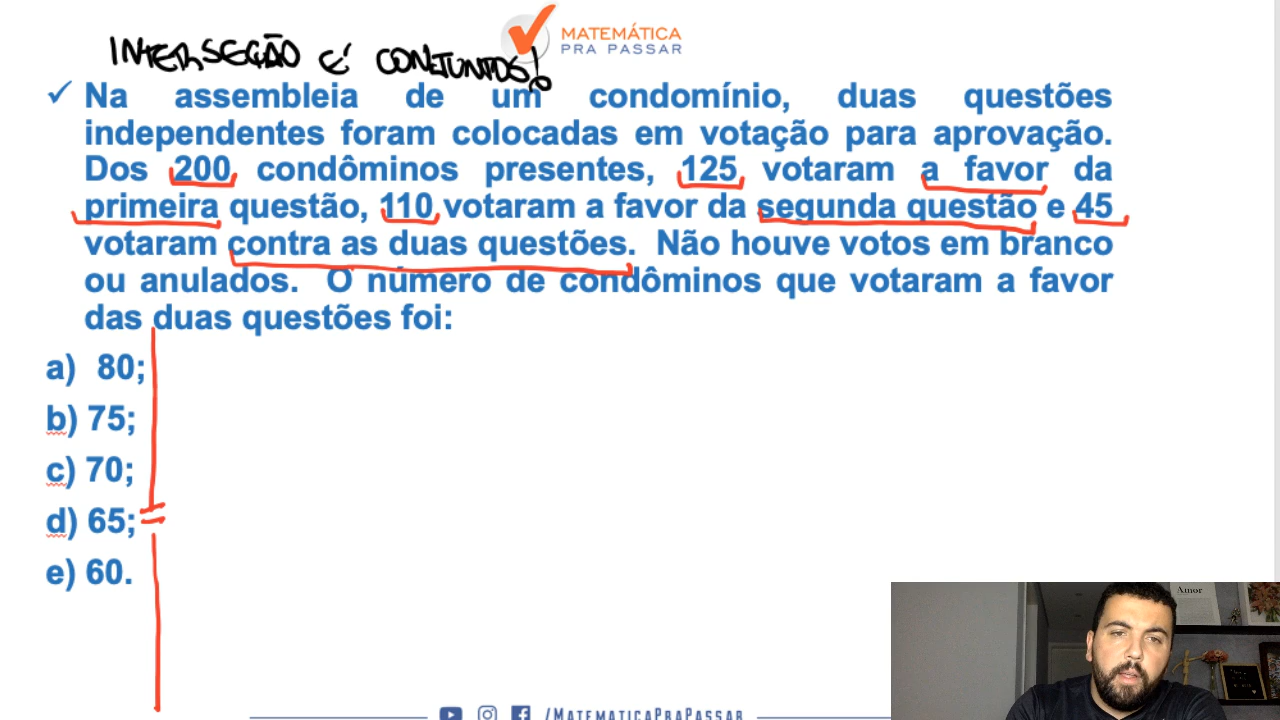 MATEMÁTICA
PRA PASSAR
INTERSEÇÃO E CONJUNTOS!
Na assembleia de um condomínio, duas questões
independentes foram colocadas em votação para aprovação.
Dos 200 condôminos presentes, 125 votaram a favor da
primeira questão, 110 votaram a favor da segunda questão e 45
votaram contra as duas questões. Não houve votos em branco
ou anulados. O número de condôminos que votaram a favor
das duas questões foi:
a) 80;
b) 75;
c) 70;
d) 65;
e) 60.
Amor
/MATEMATICAPRAPASSAR